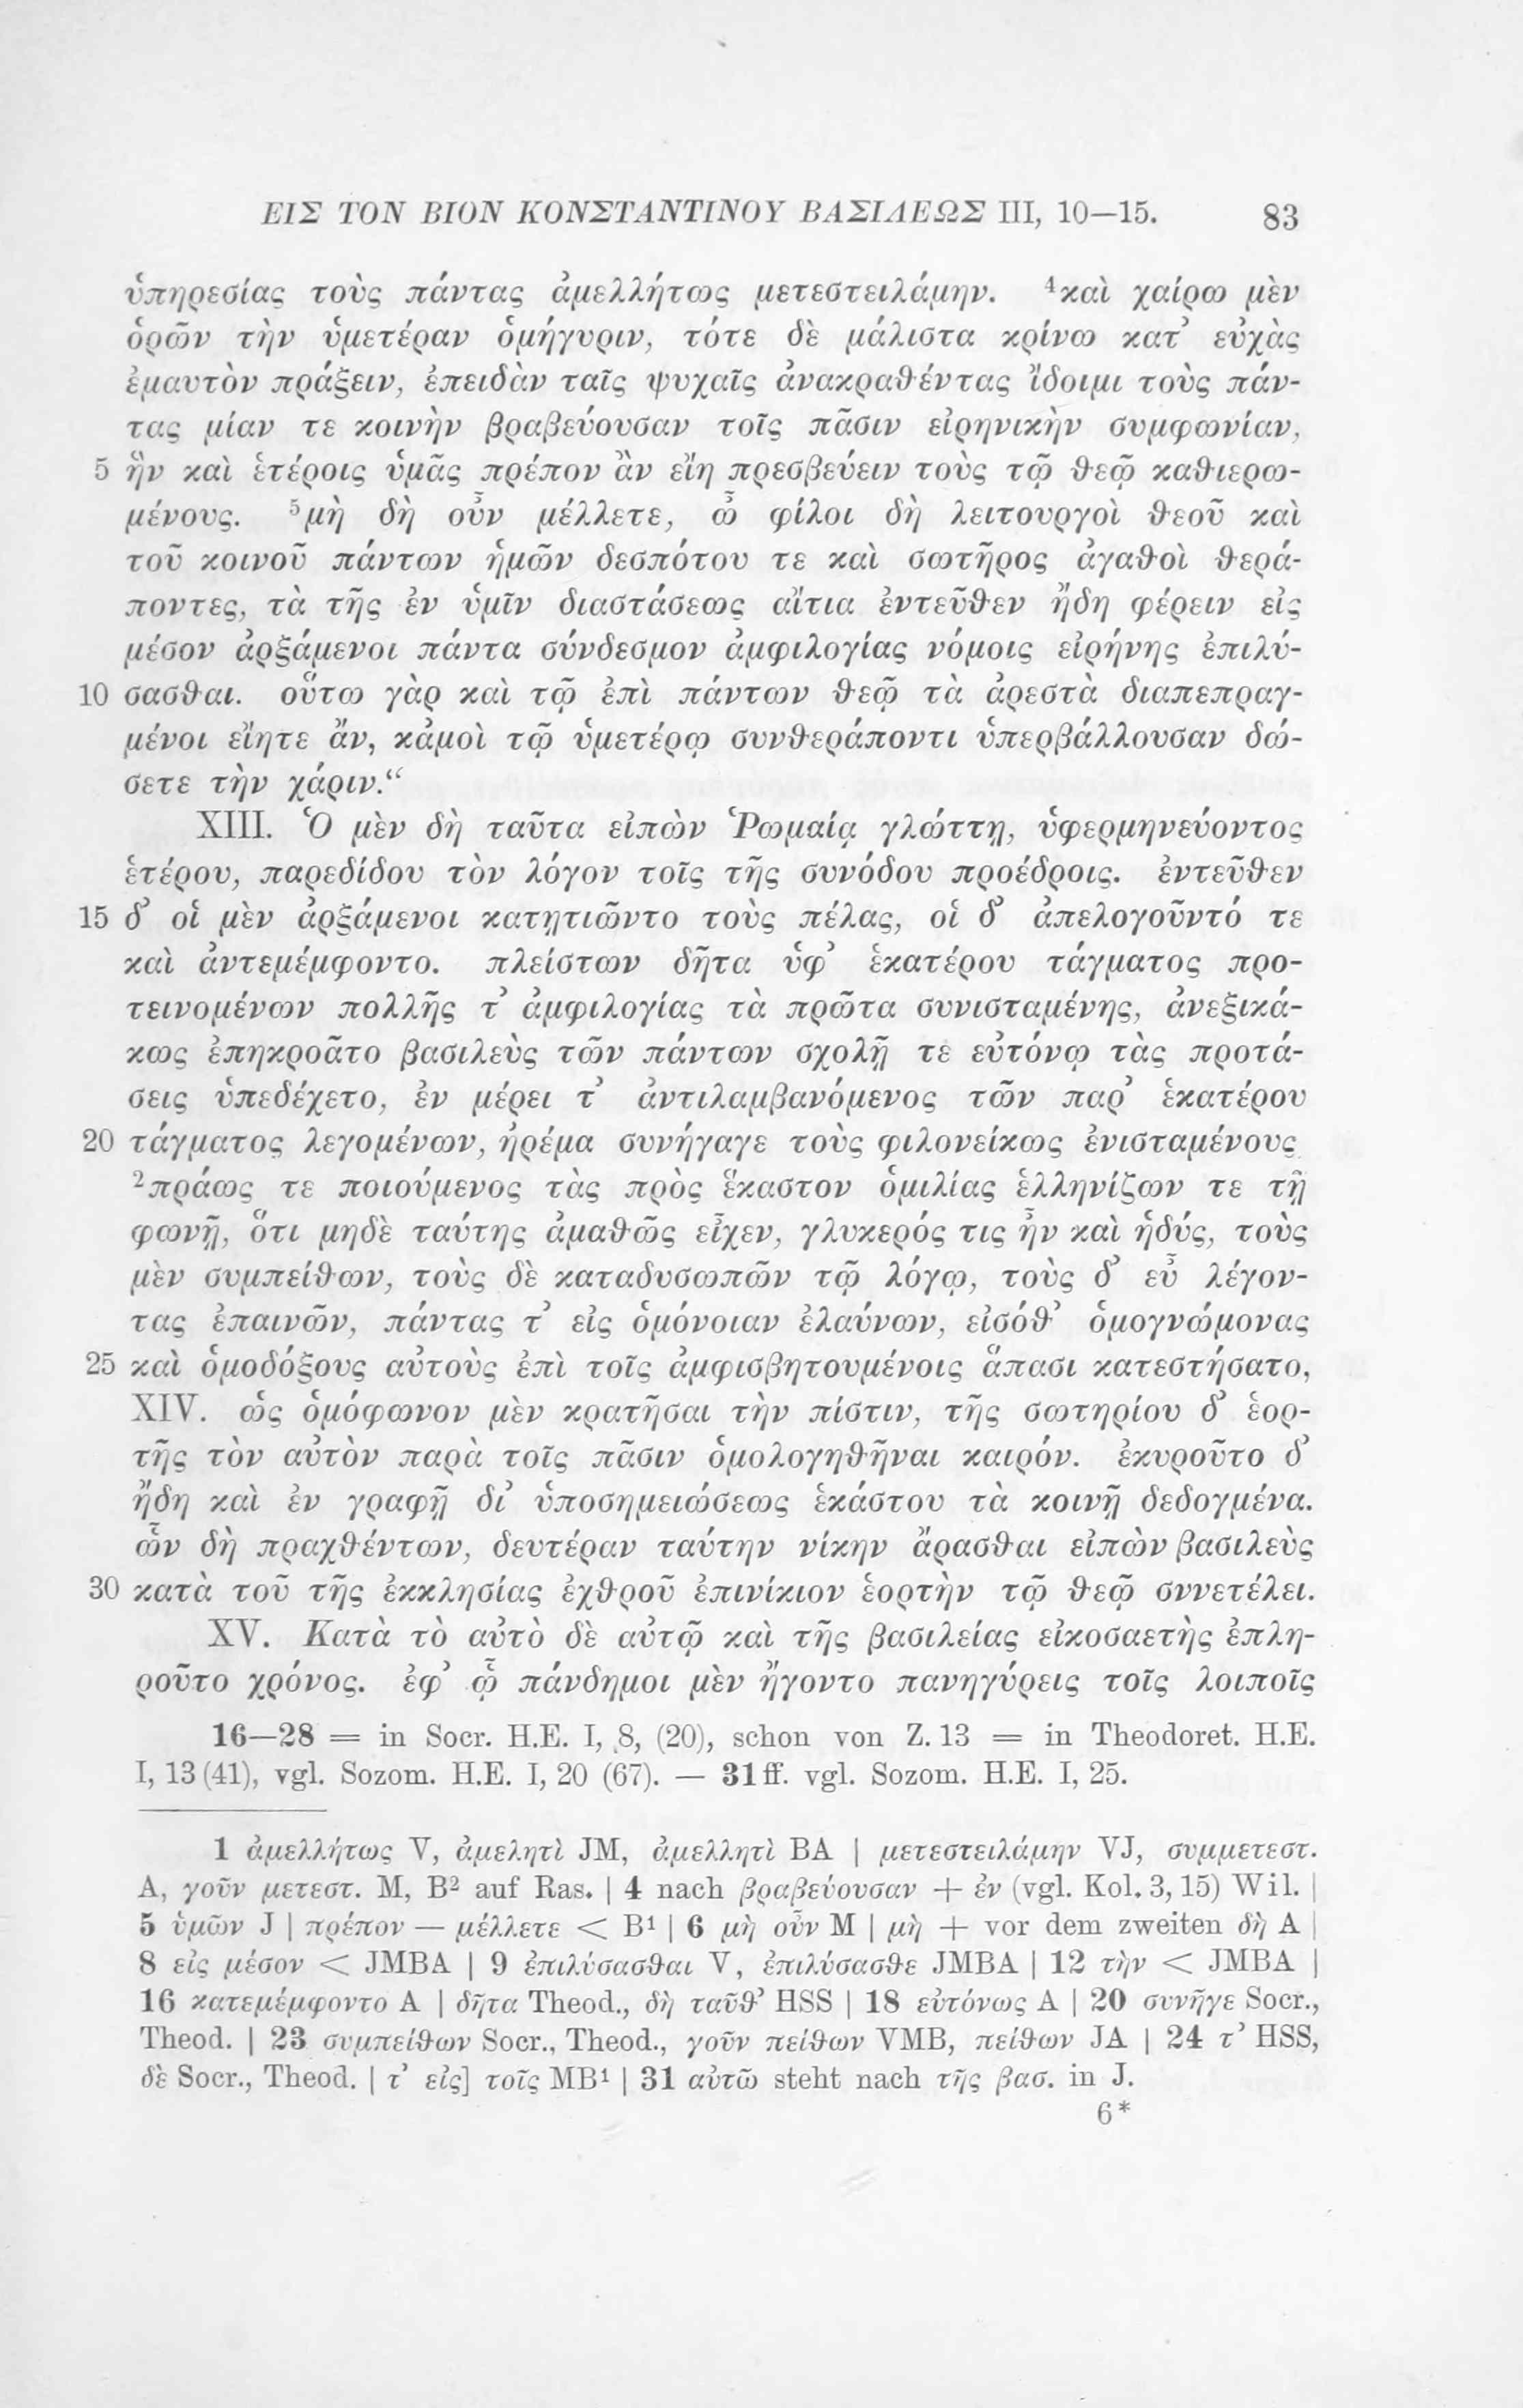 ΕΙΣ ΤΟΝ ΒΙΟΝ ΚΟΝΣΤΑΝΤΙΝΟΥ ΒΑΣΙΛΕΩΣ III, 10—15. 83
ὑπηρεσίας τοὺς πάντας ἀμελλήτως μετεστειλάμην. ⁴καὶ χαίρω μὲν
ὁρῶν τὴν ὑμετέραν ὁμήγυριν, τότε δὲ μάλιστα κρίνω κατ’ εὐχὰς
ἐμαυτὸν πράξειν, ἐπειδὰν ταῖς ψυχαῖς ἀνακραθέντας ἴδοιμι τοὺς πάν-
τας μίαν τε κοινὴν βραβεύουσαν τοῖς πᾶσιν εἰρηνικὴν συμφωνίαν,
5 ἣν καὶ ἑτέροις ὑμᾶς πρέπον ἂν εἴη πρεσβεύειν τοὺς τῷ θεῷ καθιερω-
μένους. ⁵μὴ δὴ οὖν μέλλετε, ὦ φίλοι δὴ λειτουργοὶ θεοῦ καὶ
τοῦ κοινοῦ πάντων ἡμῶν δεσπότου τε καὶ σωτῆρος ἀγαθοὶ θερά-
ποντες, τὰ τῆς ἐν ὑμῖν διαστάσεως αἴτια ἐντεῦθεν ἤδη φέρειν εἰς
μέσον ἀρξάμενοι πάντα σύνδεσμον ἀμφιλογίας νόμοις εἰρήνης ἐπιλύ-
10 σασθαι. οὕτω γὰρ καὶ τῷ ἐπὶ πάντων θεῷ τὰ ἀρεστὰ διαπεπραγ-
μένοι εἴητε ἄν, κἀμοὶ τῷ ὑμετέρῳ συνθεράποντι ὑπερβάλλουσαν δώ-
σετε τὴν χάριν.“
XIII. Ὁ μὲν δὴ ταῦτα εἰπὼν Ῥωμαίᾳ γλώττῃ, ὑφερμηνεύοντος
ἑτέρου, παρεδίδου τὸν λόγον τοῖς τῆς συνόδου προέδροις. ἐντεῦθεν
15 δ’ οἱ μὲν ἀρξάμενοι κατῃτιῶντο τοὺς πέλας, οἱ δ’ ἀπελογοῦντό τε
καὶ ἀντεμέμφοντο. πλείστων δῆτα ὑφ’ ἑκατέρου τάγματος προ-
τεινομένων πολλῆς τ’ ἀμφιλογίας τὰ πρῶτα συνισταμένης, ἀνεξικά-
κως ἐπηκροᾶτο βασιλεὺς τῶν πάντων σχολῇ τε εὐτόνῳ τὰς προτά-
σεις ὑπεδέχετο, ἐν μέρει τ’ ἀντιλαμβανόμενος τῶν παρ’ ἑκατέρου
20 τάγματος λεγομένων, ἠρέμα συνήγαγε τοὺς φιλονείκως ἐνισταμένους
²πράως τε ποιούμενος τὰς πρὸς ἕκαστον ὁμιλίας ἑλληνίζων τε τῇ
φωνῇ, ὅτι μηδὲ ταύτης ἀμαθῶς εἶχεν, γλυκερός τις ἦν καὶ ἡδύς, τοὺς
μὲν συμπείθων, τοὺς δὲ καταδυσωπῶν τῷ λόγῳ, τοὺς δ’ εὖ λέγον-
τας ἐπαινῶν, πάντας τ’ εἰς ὁμόνοιαν ἐλαύνων, εἰσόθ’ ὁμογνώμονας
25 καὶ ὁμοδόξους αὐτοὺς ἐπὶ τοῖς ἀμφισβητουμένοις ἅπασι κατεστήσατο,
XIV. ὡς ὁμόφωνον μὲν κρατῆσαι τὴν πίστιν, τῆς σωτηρίου δ’ ἑορ-
τῆς τὸν αὐτὸν παρὰ τοῖς πᾶσιν ὁμολογηθῆναι καιρόν. ἐκυροῦτο δ’
ἤδη καὶ ἐν γραφῇ δι’ ὑποσημειώσεως ἑκάστου τὰ κοινῇ δεδογμένα.
ὧν δὴ πραχθέντων, δευτέραν ταύτην νίκην ἄρασθαι εἰπὼν βασιλεὺς
30 κατὰ τοῦ τῆς ἐκκλησίας ἐχθροῦ ἐπινίκιον ἑορτὴν τῷ θεῷ συνετέλει.
XV. Κατὰ τὸ αὐτὸ δὲ αὐτῷ καὶ τῆς βασιλείας εἰκοσαετὴς ἐπλη-
ροῦτο χρόνος. ἐφ’ ᾧ πάνδημοι μὲν ἤγοντο πανηγύρεις τοῖς λοιποῖς
16—28 = in Socr. H.E. I, 8, (20), schon von Z. 13 = in Theodoret. H.E.
I, 13 (41), vgl. Sozom. H.E. I, 20 (67). — 31 ff. vgl. Sozom. H.E. I, 25.
1 ἀμελλήτως V, ἀμελητὶ JM, ἀμελλητὶ BA | μετεστειλάμην VJ, συμμετεστ.
A, γοῦν μετεστ. M, B² auf Ras. | 4 nach βραβεύουσαν + ἐν (vgl. Kol. 3, 15) Wil. |
5 ὑμῶν J | πρέπον — μέλλετε < B¹ | 6 μὴ οὖν M | μὴ + vor dem zweiten δὴ A |
8 εἰς μέσον < JMBA | 9 ἐπιλύσασθαι V, ἐπιλύσασθε JMBA | 12 τὴν < JMBA |
16 κατεμέμφοντο A | δῆτα Theod., δὴ ταῦθ’ HSS | 18 εὐτόνως A | 20 συνῆγε Socr.,
Theod. | 23 συμπείθων Socr., Theod., γοῦν πείθων VMB, πείθων JA | 24 τ’ HSS,
δὲ Socr., Theod. | τ’ εἰς] τοῖς MB¹ | 31 αὐτῶ steht nach τῆς βασ. in J.
6*